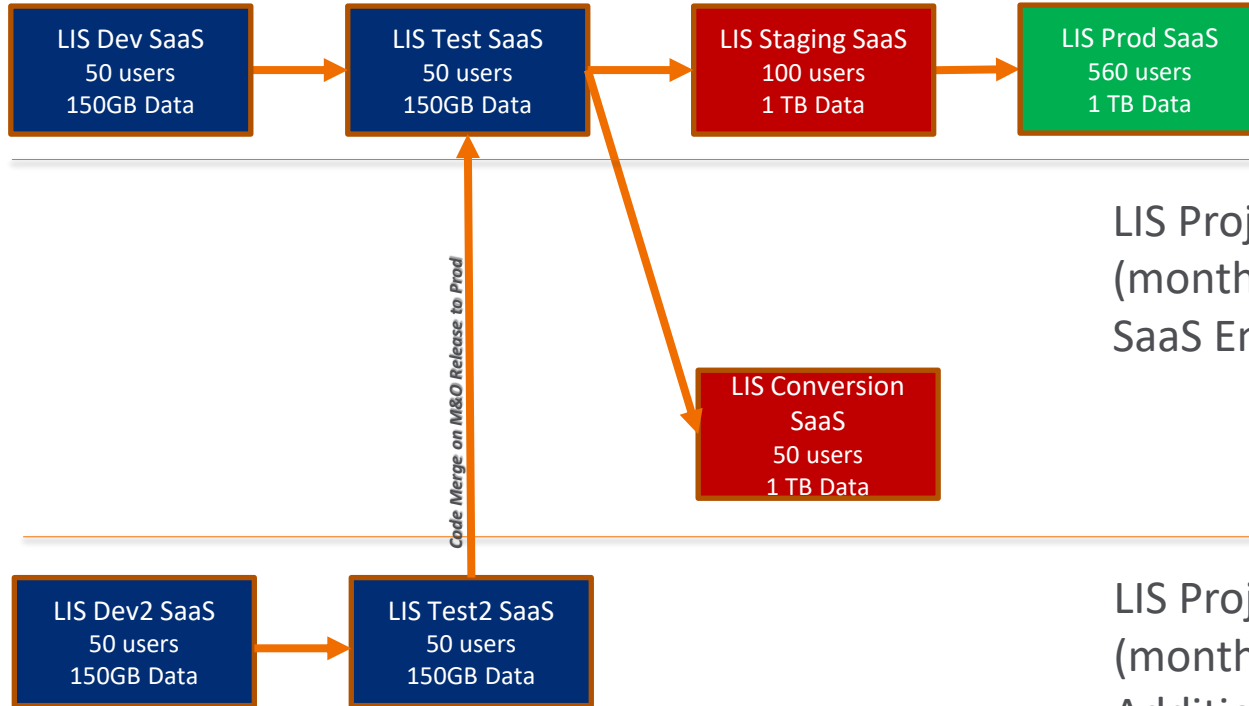 LIS Dev SaaS
50 users
150GB Data
LIS Test SaaS
50 users
150GB Data
LIS Staging SaaS
100 users
1 TB Data
LIS Prod SaaS
560 users
1 TB Data
LIS Proj
(month
SaaS En
Code Merge on M&O Release to Prod
LIS Conversion
SaaS
50 users
1 TB Data
LIS Dev2 SaaS
50 users
150GB Data
LIS Test2 SaaS
50 users
150GB Data
LIS Proj
(month